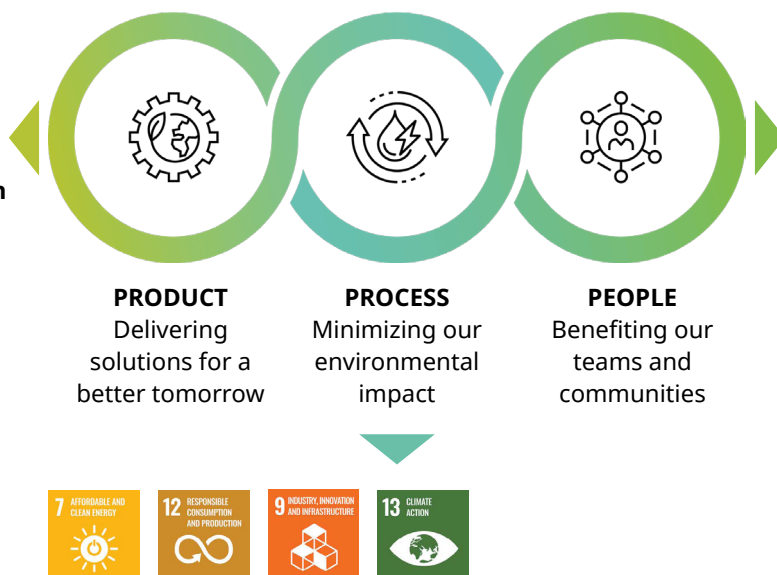 n
PRODUCT
Delivering
solutions for a
better tomorrow
PROCESS
Minimizing our
environmental
impact
PEOPLE
Benefiting our
teams and
communities
7 AFFORDABLE AND
CLEAN ENERGY
12 RESPONSIBLE
CONSUMPTION
AND PRODUCTION
9 INDUSTRY, INNOVATION
AND INFRASTRUCTURE
13 CLIMATE
ACTION